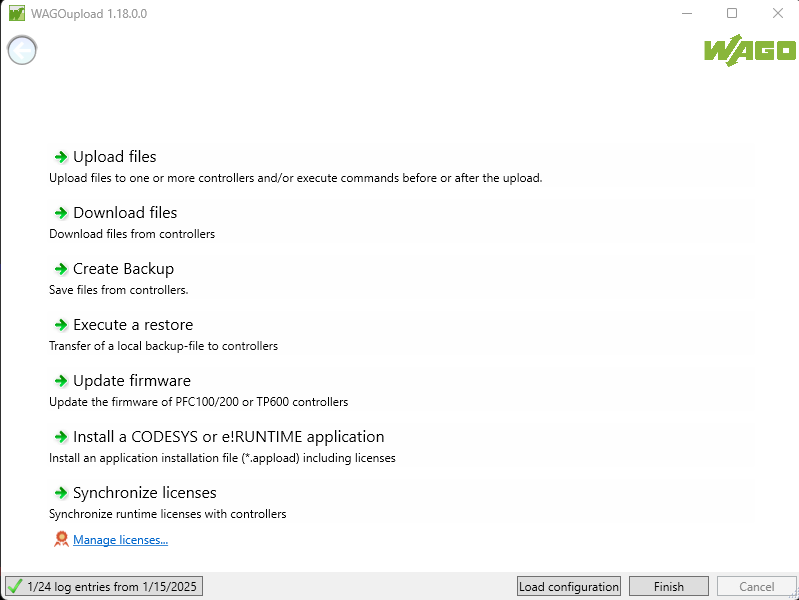 WAGOupload 1.18.0.0
WAGO
Upload files
Upload files to one or more controllers and/or execute commands before or after the upload.
Download files
Download files from controllers
Create Backup
Save files from controllers.
Execute a restore
Transfer of a local backup-file to controllers
Update firmware
Update the firmware of PFC100/200 or TP600 controllers
Install a CODESYS or e!RUNTIME application
Install an application installation file (*.appload) including licenses
Synchronize licenses
Synchronize runtime licenses with controllers
Manage licenses...
1/24 log entries from 1/15/2025
Load configuration
Finish
Cancel